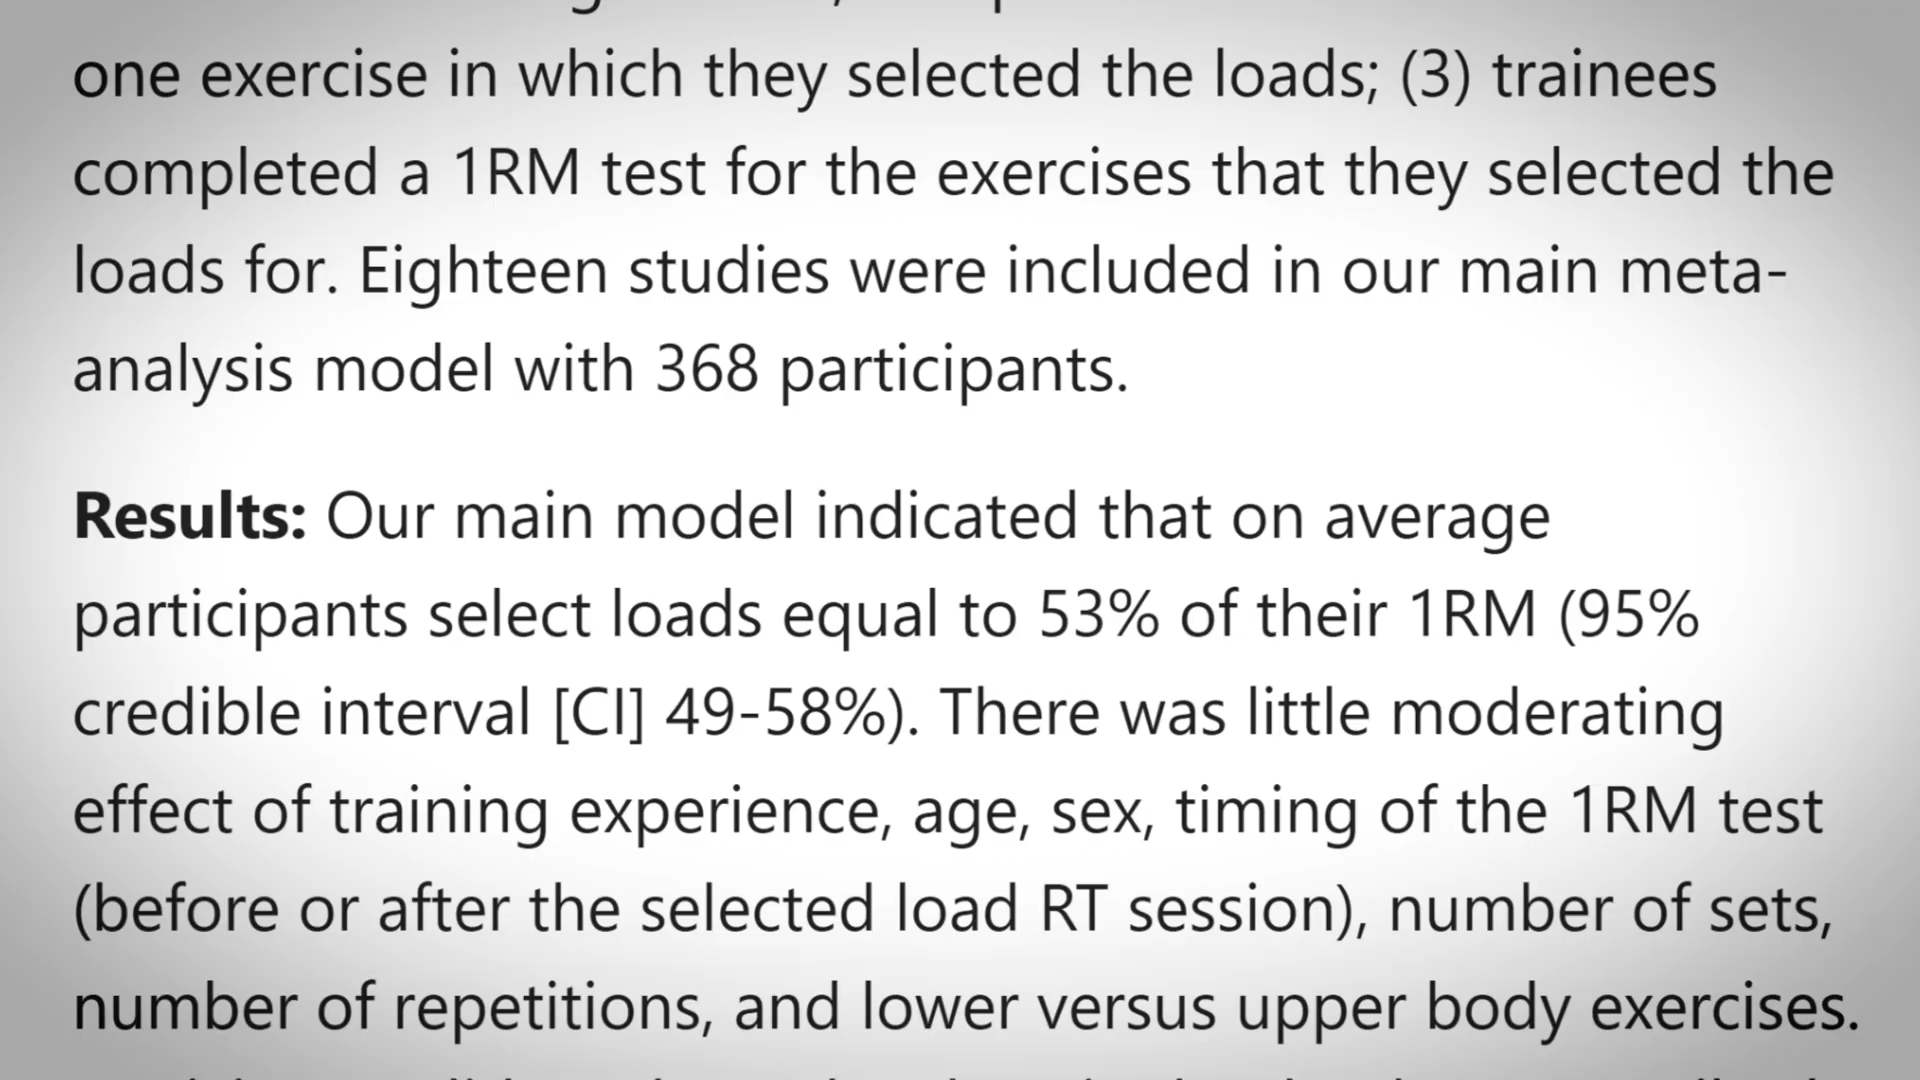 one exercise in which they selected the loads; (3) trainees
completed a 1RM test for the exercises that they selected the
loads for. Eighteen studies were included in our main meta-
analysis model with 368 participants.
Results: Our main model indicated that on average
participants select loads equal to 53% of their 1RM (95%
credible interval [CI] 49-58%). There was little moderating
effect of training experience, age, sex, timing of the 1RM test
(before or after the selected load RT session), number of sets,
number of repetitions, and lower versus upper body exercises.